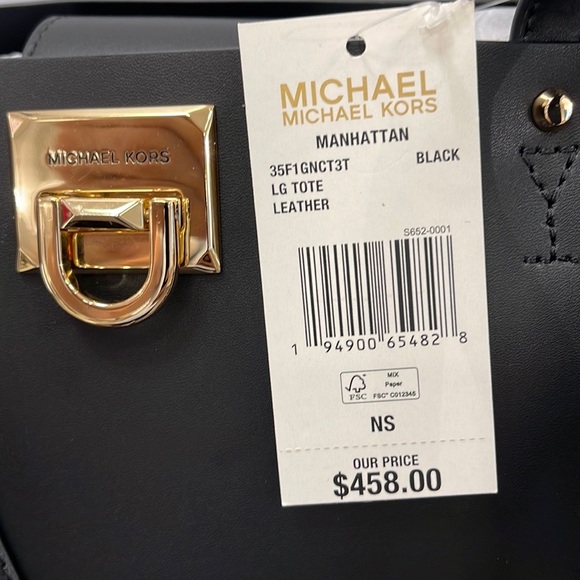 MICHAEL KORS
MICHAEL
MICHAEL KORS
MANHATTAN
35F1GNCT3T BLACK
LG TOTE
LEATHER
S652-0001
1 94900 65482 8
FSC
MIX
Paper
FSC® C012345
NS
OUR PRICE
$458.00